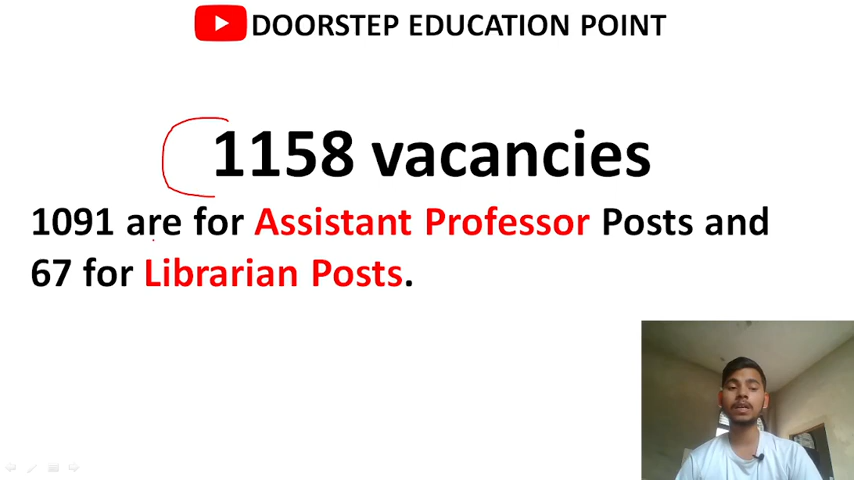 DOORSTEP EDUCATION POINT
1158 vacancies
1091 are for Assistant Professor Posts and
67 for Librarian Posts.